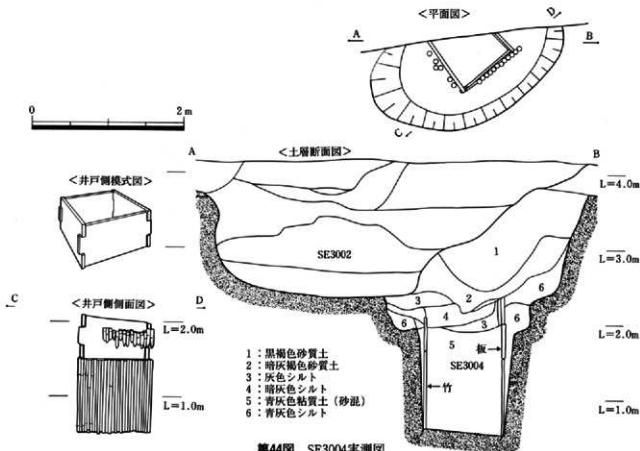 <平面図>
A
B
C
D
0
2m
<井戸側模式図>
A
<土層断面図>
B
L=4.0m
L=3.0m
L=2.0m
L=1.0m
SE3002
1
2
3
4
3
6
6
6
5
板
SE3004
竹
C
<井戸側側面図>
D
L=2.0m
L=1.0m
1:黒褐色砂質土
2:暗灰褐色砂質土
3:灰色シルト
4:暗灰色シルト
5:青灰色粘質土(砂混)
6:青灰色シルト
第44図 SE3004実測図